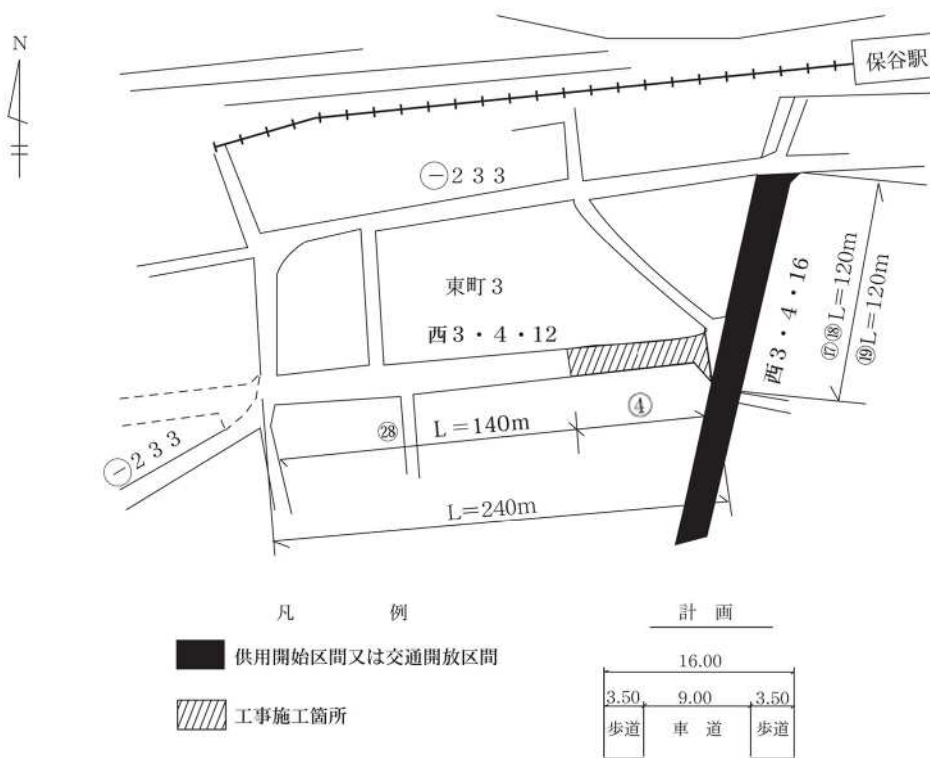 N
保谷駅
㊀233
東町3
西3・4・12
西3・4・16
⑰⑱L=120m
⑲L=120m
㊀233
㉘
L=140m
④
L=240m
凡 例
供用開始区間又は交通開放区間
工事施工箇所
計 画
16.00
3.50 9.00 3.50
歩道 車 道 歩道